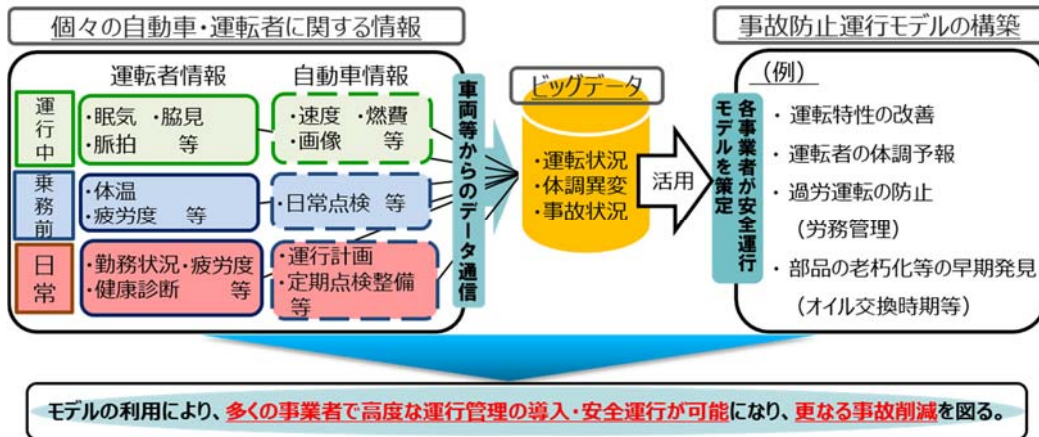 個々の自動車・運転者に関する情報
運転者情報
自動車情報
運行中
・眠気 ・脇見
・脈拍 等
・速度 ・燃費
・画像 等
乗務前
・体温
・疲労度 等
・日常点検 等
日常
・勤務状況・疲労度
・健康診断 等
・運行計画
・定期点検整備
等
車両等からのデータ通信
ビッグデータ
・運転状況
・体調異変
・事故状況
活用
各事業者が安全運行
モデルを策定
事故防止運行モデルの構築
(例)
・ 運転特性の改善
・ 運転者の体調予報
・ 過労運転の防止
(労務管理)
・ 部品の老朽化等の早期発見
(オイル交換時期等)
モデルの利用により、多くの事業者で高度な運行管理の導入・安全運行が可能になり、更なる事故削減を図る。